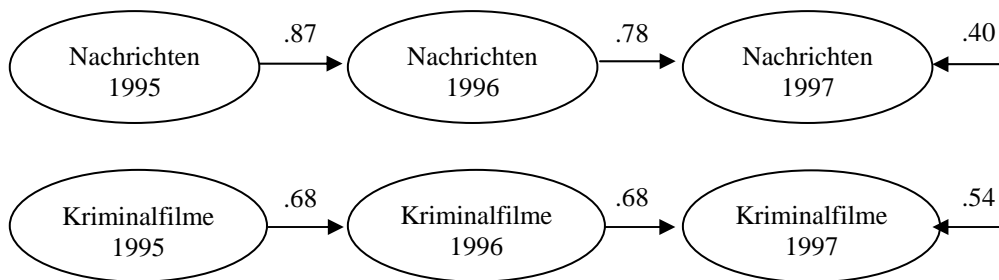 .87 .78 .40
Nachrichten Nachrichten Nachrichten
1995 1996 1997
.68 .68 .54
Kriminalfilme Kriminalfilme Kriminalfilme
1995 1996 1997